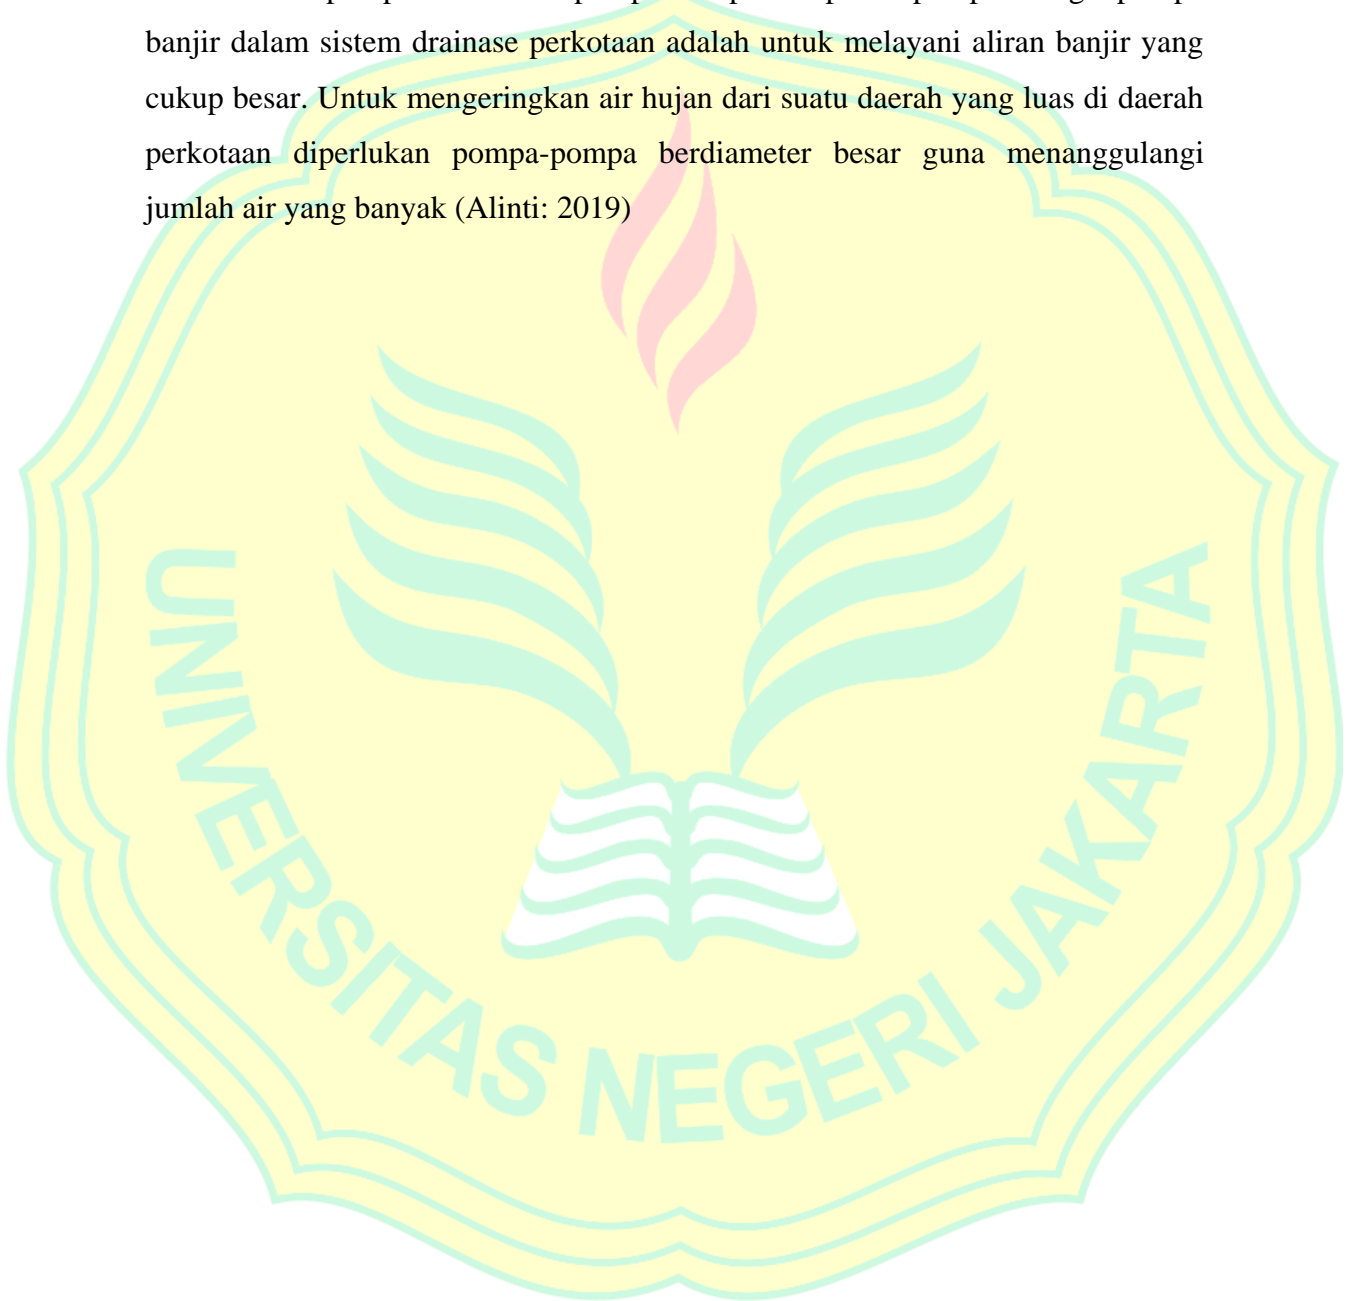 banjir dalam sistem drainase perkotaan adalah untuk melayani aliran banjir yang
cukup besar. Untuk mengeringkan air hujan dari suatu daerah yang luas di daerah
perkotaan diperlukan pompa-pompa berdiameter besar guna menanggulangi
jumlah air yang banyak (Alinti: 2019)
UNIVERSITAS NEGERI JAKARTA